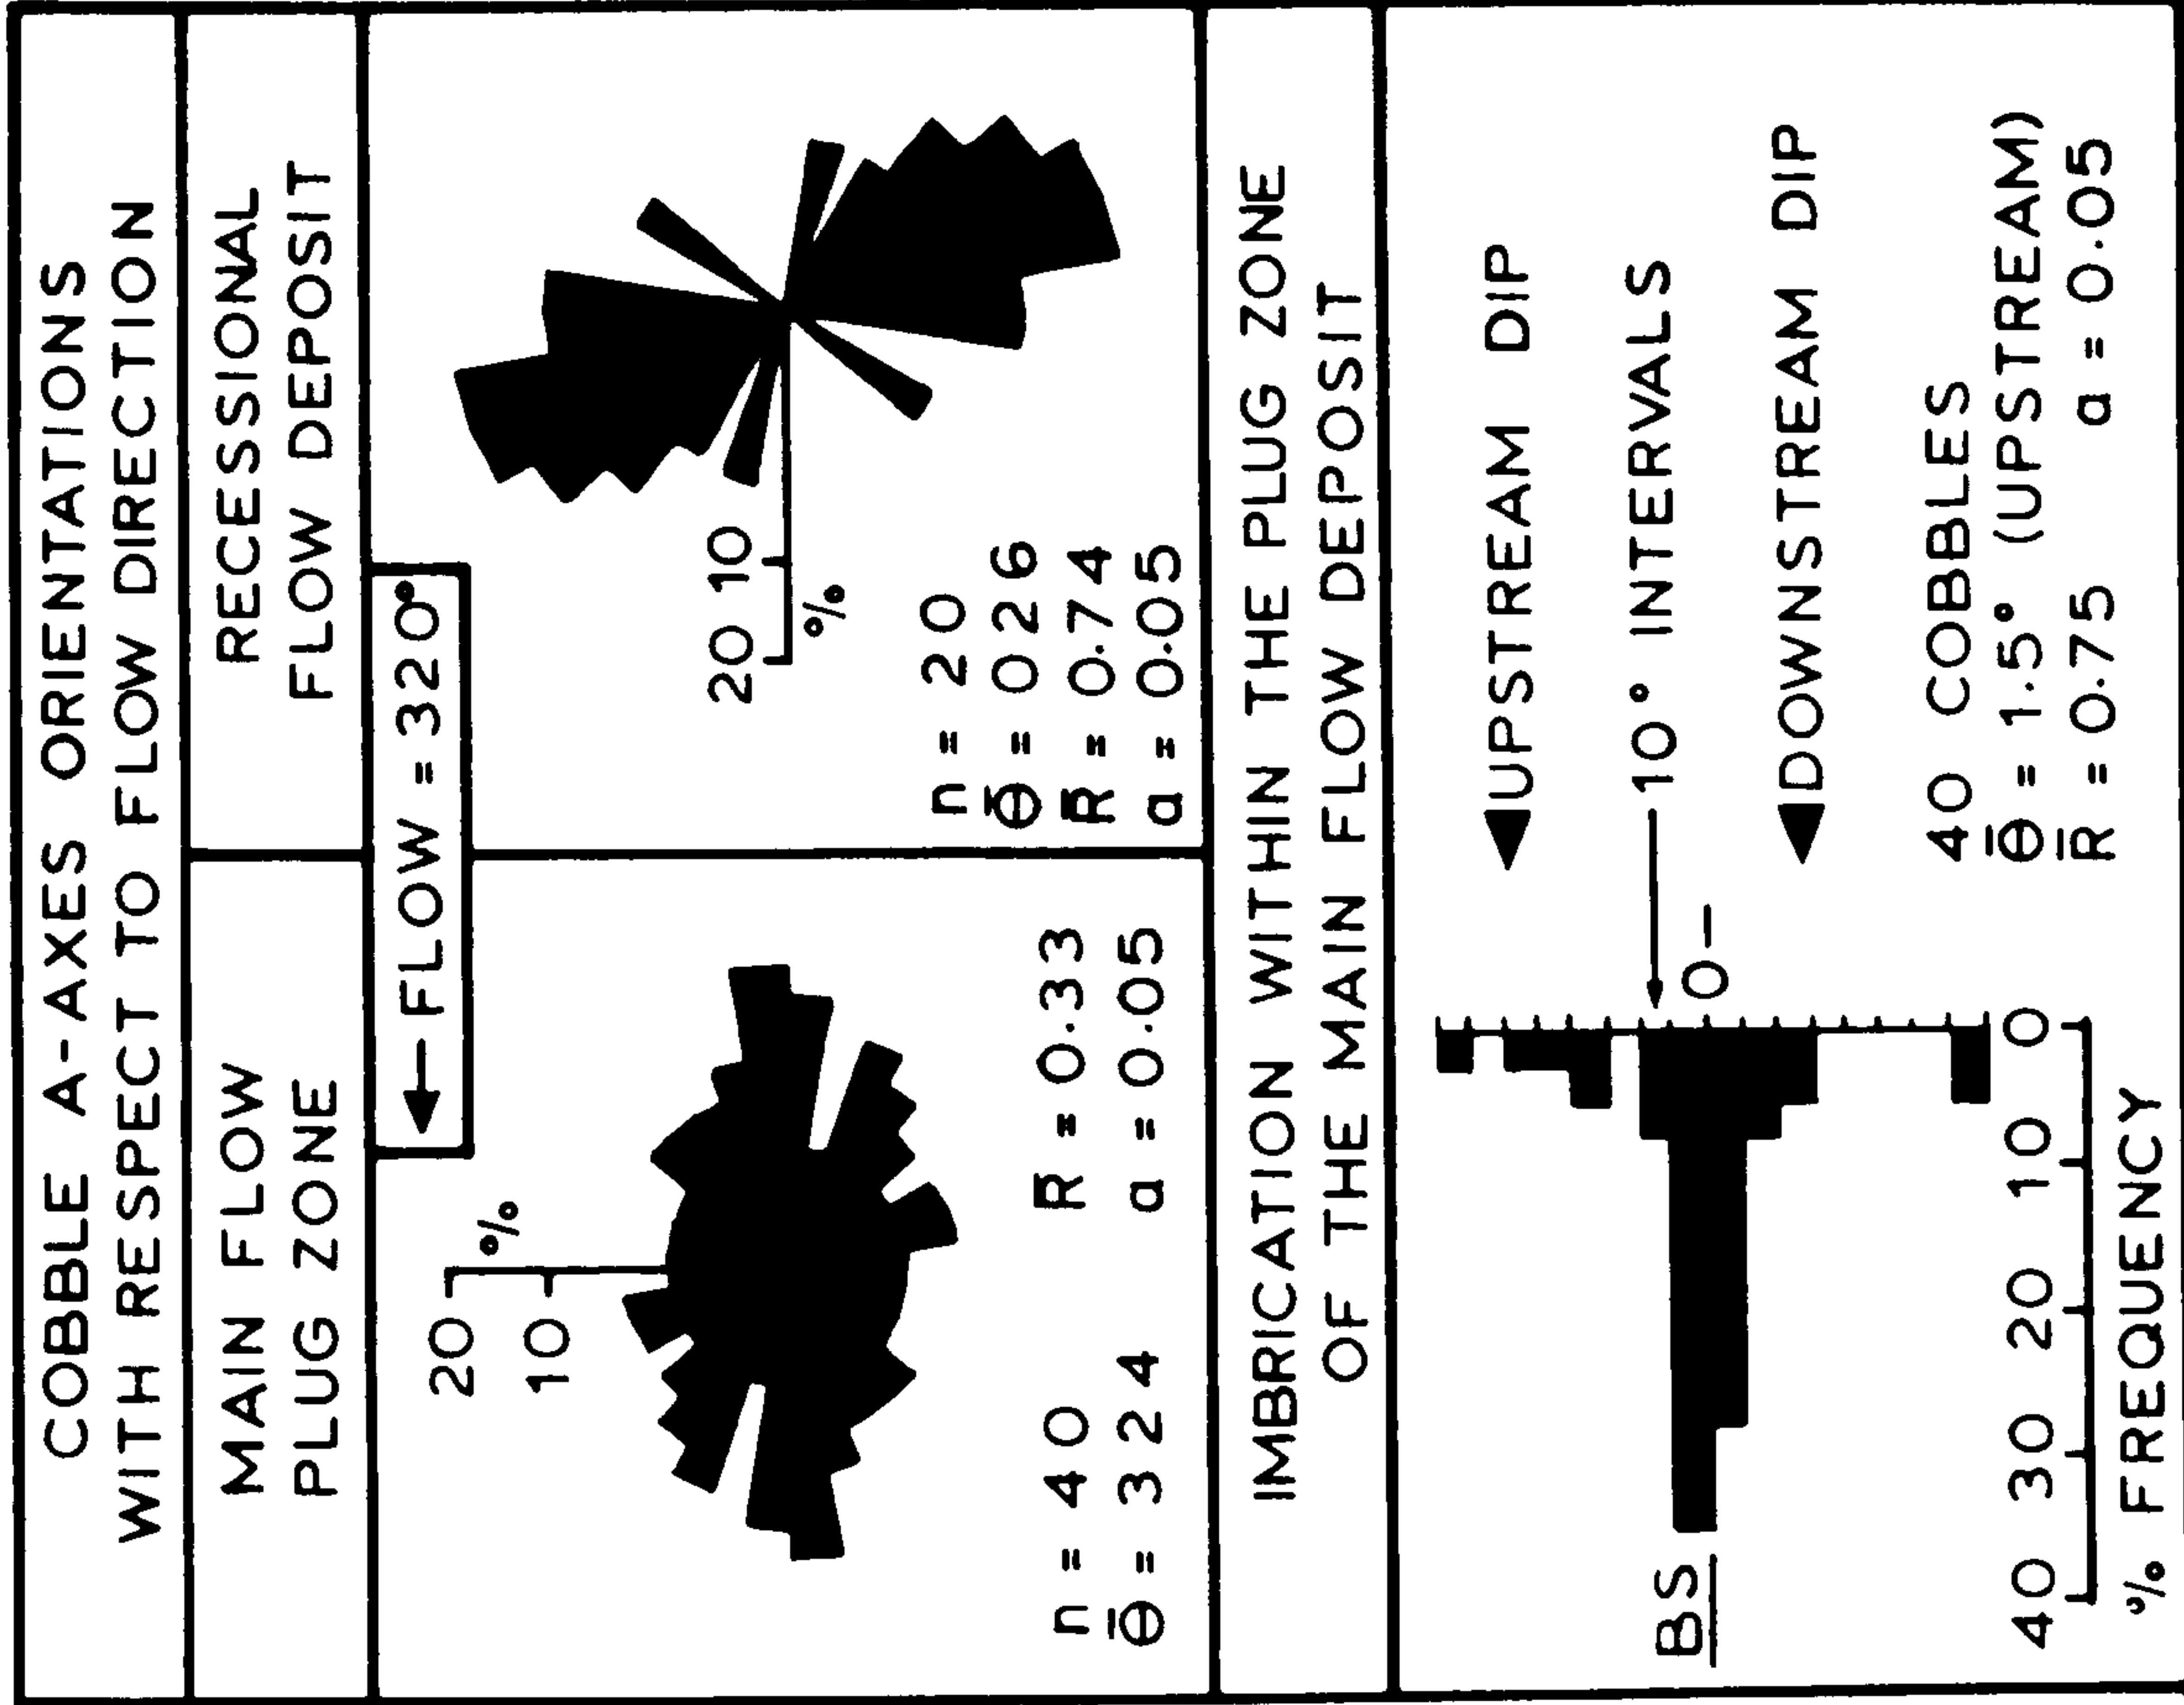 COBBLE A-AXES ORIENTATIONS
WITH RESPECT TO FLOW DIRECTION
MAIN FLOW
PLUG ZONE
RECESSIONAL
FLOW DEPOSIT
← FLOW = 320°
20
10
%
n = 40 R̄ = 0.33
Θ̄ = 324 a = 0.05
20 10
%
n = 20
Θ̄ = 026
R̄ = 0.74
a = 0.05
IMBRICATION WITHIN THE PLUG ZONE
OF THE MAIN FLOW DEPOSIT
BS
◀UPSTREAM DIP
←10° INTERVALS
0–
◀DOWNSTREAM DIP
40 30 20 10 0
% FREQUENCY
40 COBBLES
Θ̄ = 1.5° (UPSTREAM)
R̄ = 0.75 a = 0.05